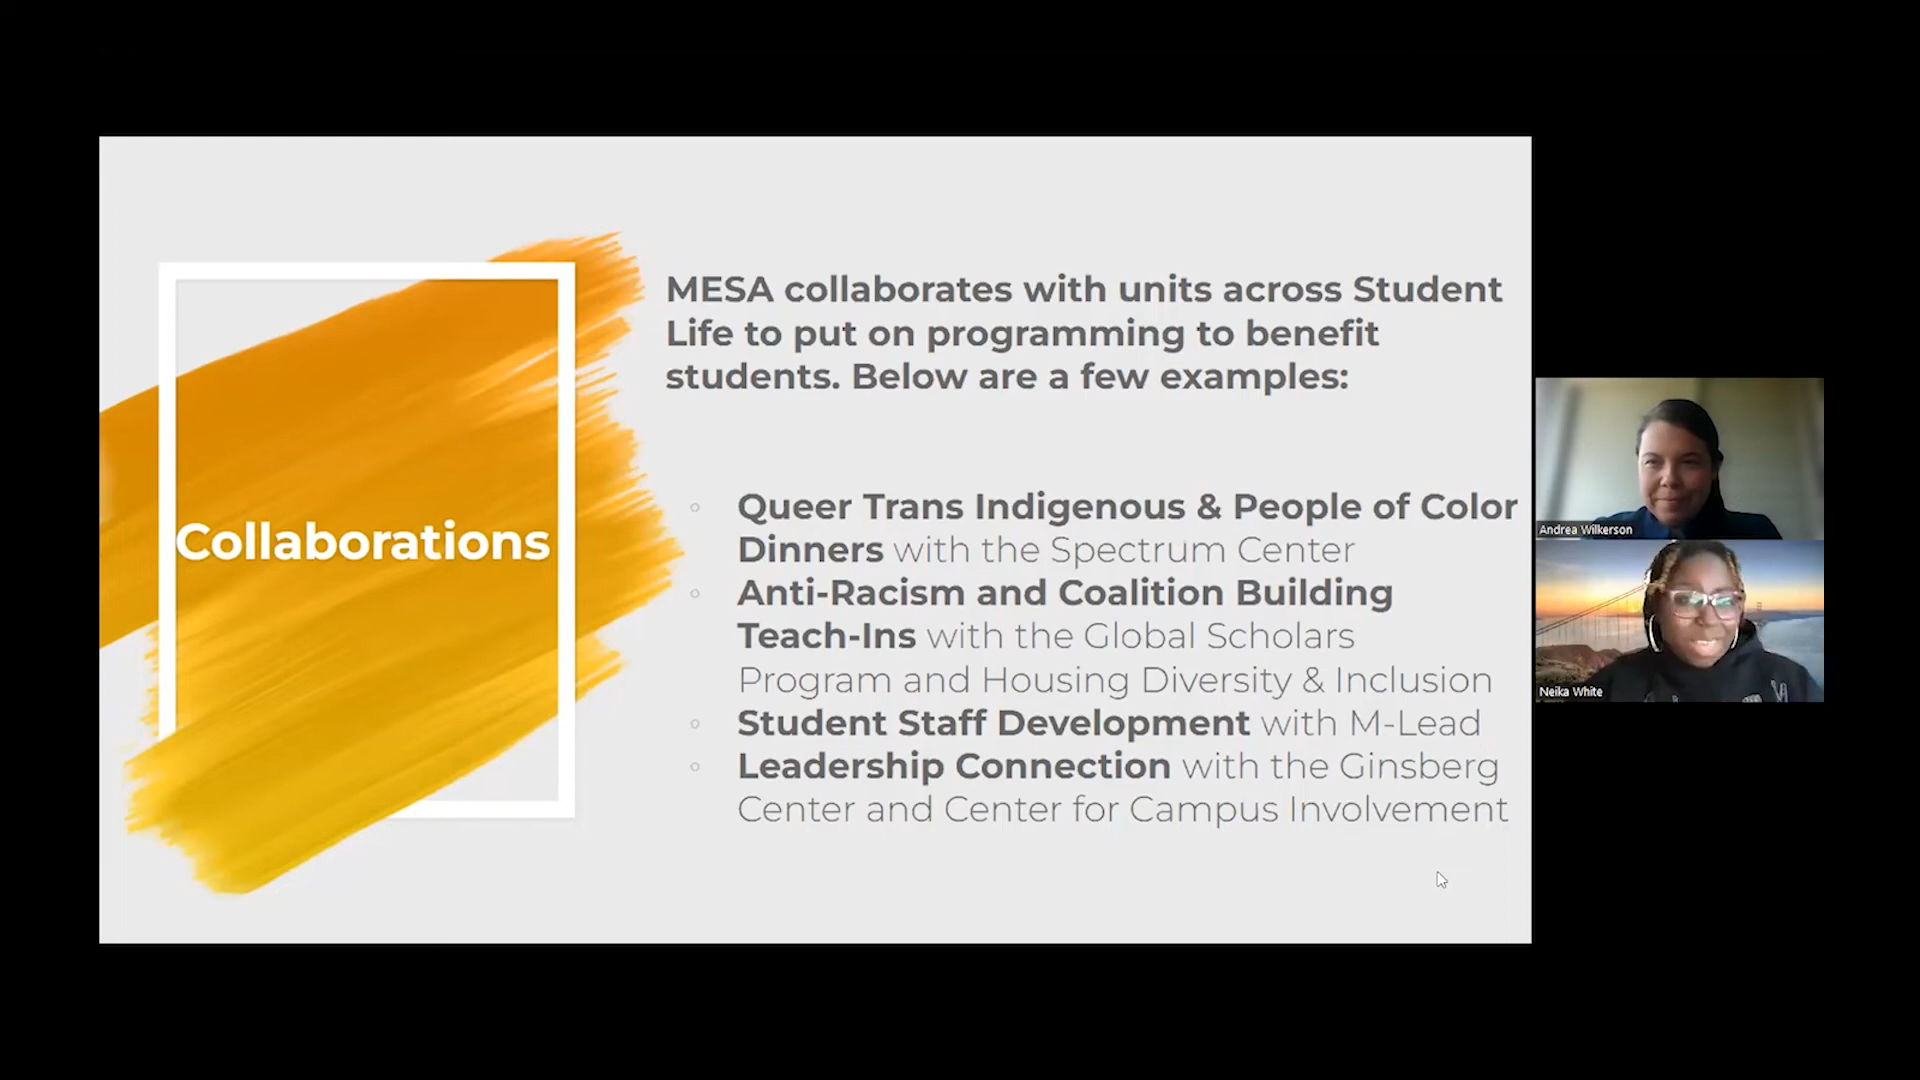 Collaborations
MESA collaborates with units across Student
Life to put on programming to benefit
students. Below are a few examples:
Queer Trans Indigenous & People of Color
Dinners with the Spectrum Center
Anti-Racism and Coalition Building
Teach-Ins with the Global Scholars
Program and Housing Diversity & Inclusion
Student Staff Development with M-Lead
Leadership Connection with the Ginsberg
Center and Center for Campus Involvement
Andrea Wilkerson
Neika White